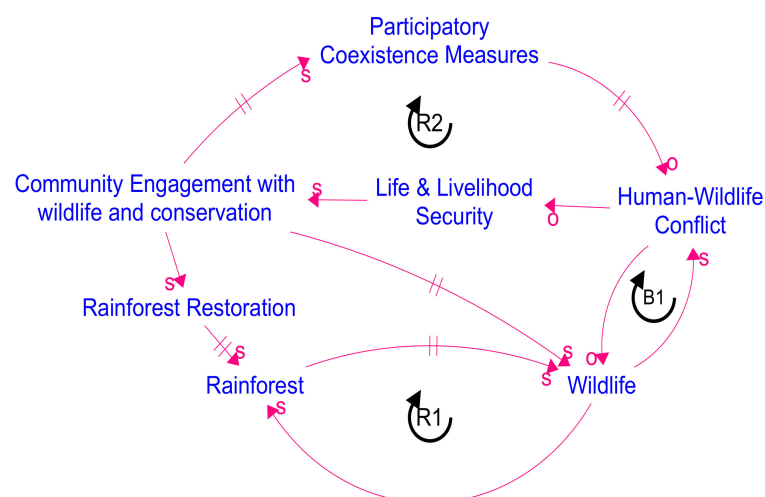 Participatory
Coexistence Measures
s
R2
o
Community Engagement with
wildlife and conservation
s
Life & Livelihood
Security
o
Human-Wildlife
Conflict
s
s
B1
Rainforest Restoration
s
s
o
Rainforest
s
Wildlife
s
R1